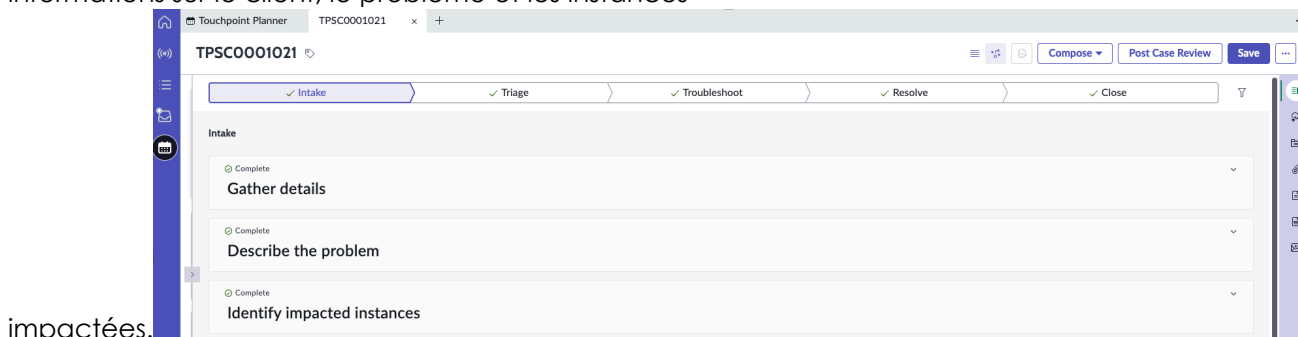 informations sur le client, le problème et les instances
Touchpoint Planner TPSC0001021 × +
TPSC0001021 Compose Post Case Review Save ...
Intake Triage Troubleshoot Resolve Close
Intake
Complete
Gather details
Complete
Describe the problem
Complete
Identify impacted instances
impactées.